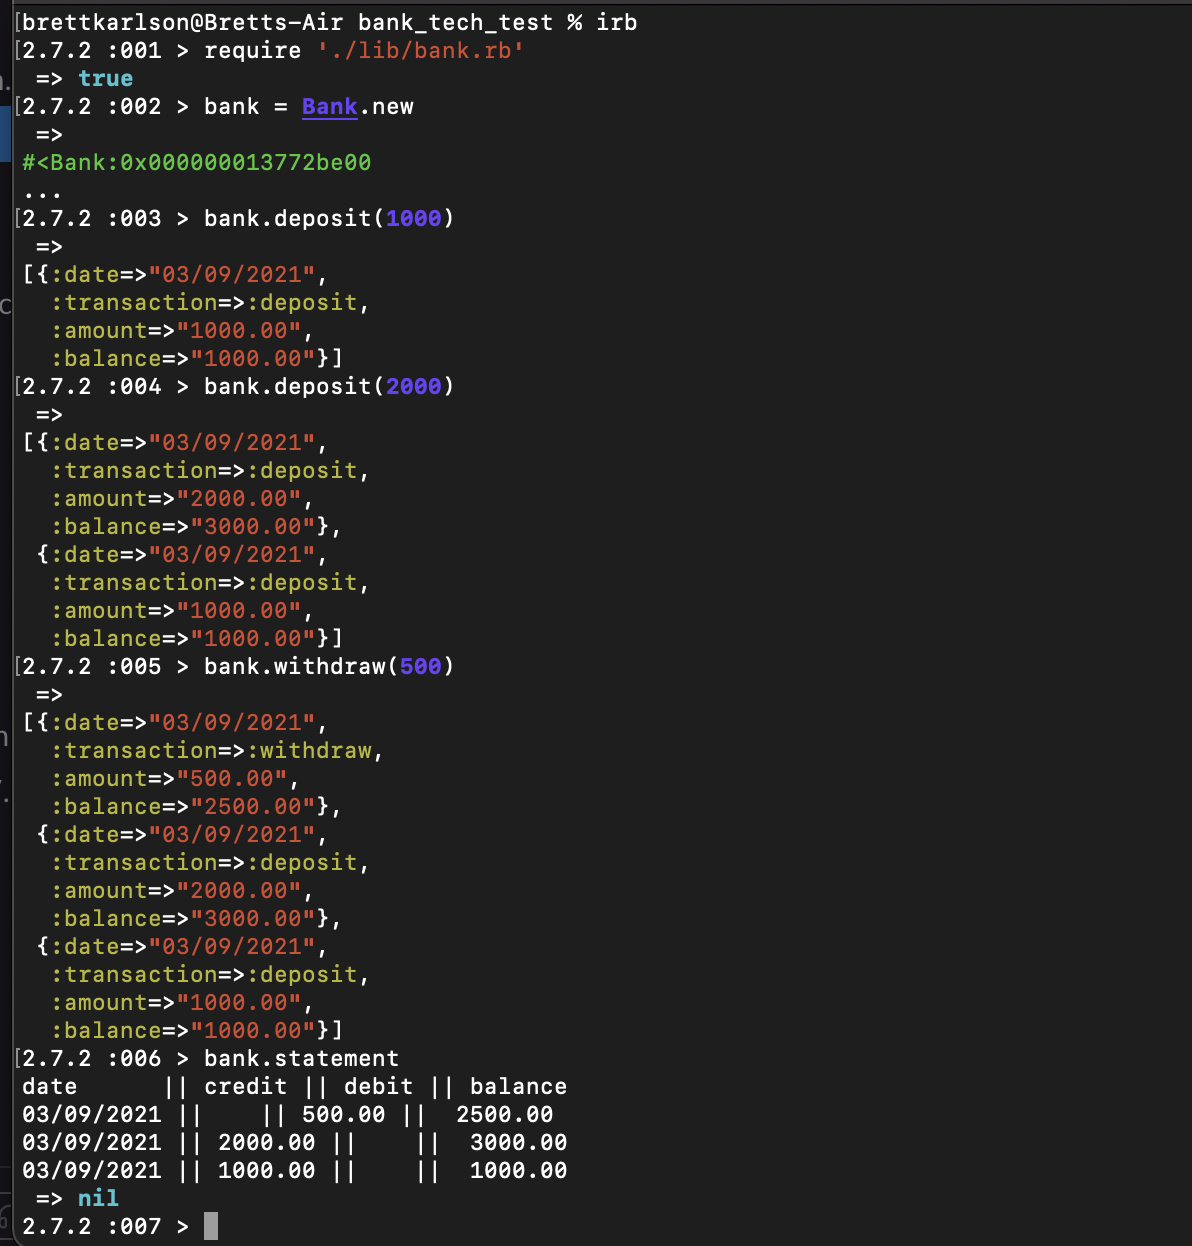 [brettkarlson@Bretts-Air bank_tech_test % irb
[2.7.2 :001 > require './lib/bank.rb'
 => true
[2.7.2 :002 > bank = Bank.new
 =>
#<Bank:0x000000013772be00
...
[2.7.2 :003 > bank.deposit(1000)
 =>
[{:date=>"03/09/2021",
  :transaction=>:deposit,
  :amount=>"1000.00",
  :balance=>"1000.00"}]
[2.7.2 :004 > bank.deposit(2000)
 =>
[{:date=>"03/09/2021",
  :transaction=>:deposit,
  :amount=>"2000.00",
  :balance=>"3000.00"},
 {:date=>"03/09/2021",
  :transaction=>:deposit,
  :amount=>"1000.00",
  :balance=>"1000.00"}]
[2.7.2 :005 > bank.withdraw(500)
 =>
[{:date=>"03/09/2021",
  :transaction=>:withdraw,
  :amount=>"500.00",
  :balance=>"2500.00"},
 {:date=>"03/09/2021",
  :transaction=>:deposit,
  :amount=>"2000.00",
  :balance=>"3000.00"},
 {:date=>"03/09/2021",
  :transaction=>:deposit,
  :amount=>"1000.00",
  :balance=>"1000.00"}]
[2.7.2 :006 > bank.statement
date      || credit || debit || balance
03/09/2021 ||    || 500.00 ||  2500.00
03/09/2021 || 2000.00 ||    ||  3000.00
03/09/2021 || 1000.00 ||    ||  1000.00
 => nil
2.7.2 :007 >